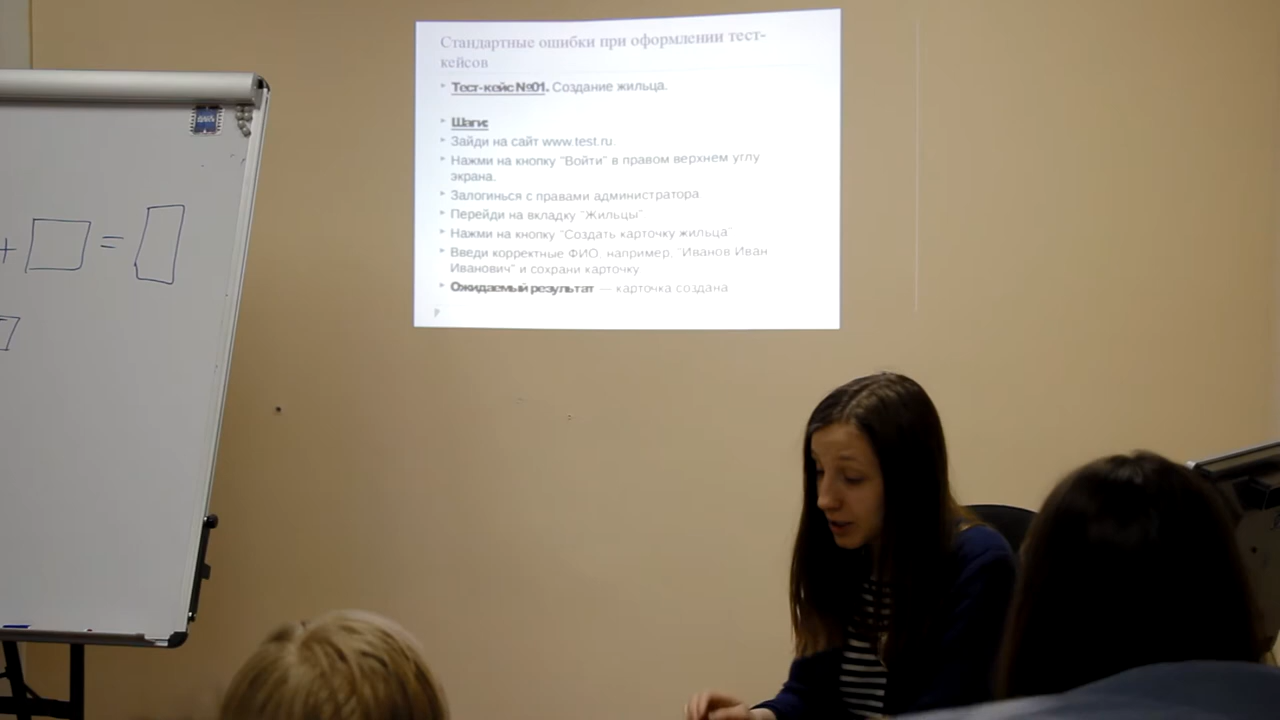 Стандартные ошибки при оформлении тест-
кейсов
Тест-кейс №01. Создание жильца.
Шаги:
Зайди на сайт www.test.ru.
Нажми на кнопку "Войти" в правом верхнем углу
экрана.
Залогинься с правами администратора
Перейди на вкладку "Жильцы"
Нажми на кнопку "Создать карточку жильца"
Введи корректные ФИО, например, "Иванов Иван
Иванович" и сохрани карточку
Ожидаемый результат — карточка создана
+ =